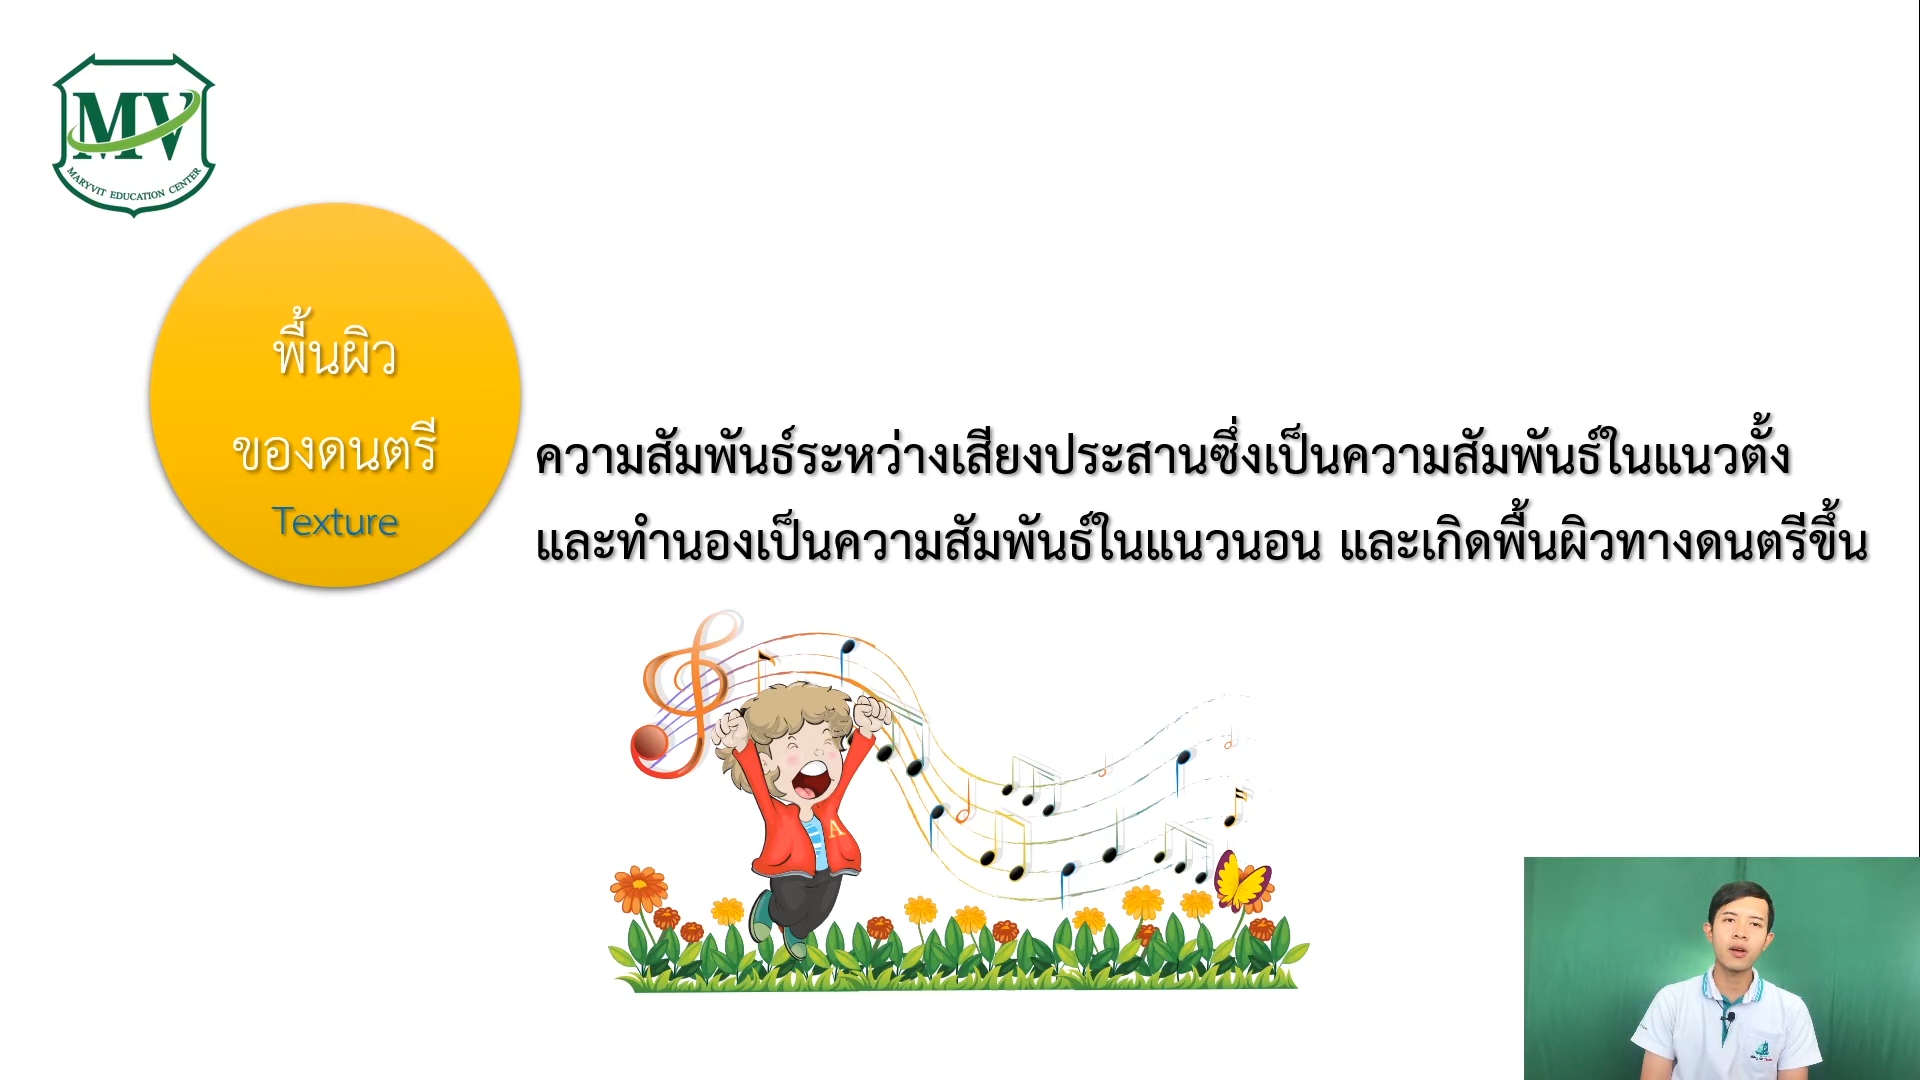 MV
MARYVIT EDUCATION CENTER
พื้นผิว
ของดนตรี
Texture
ความสัมพันธ์ระหว่างเสียงประสานซึ่งเป็นความสัมพันธ์ในแนวตั้ง
และทำนองเป็นความสัมพันธ์ในแนวนอน และเกิดพื้นผิวทางดนตรีขึ้น
A